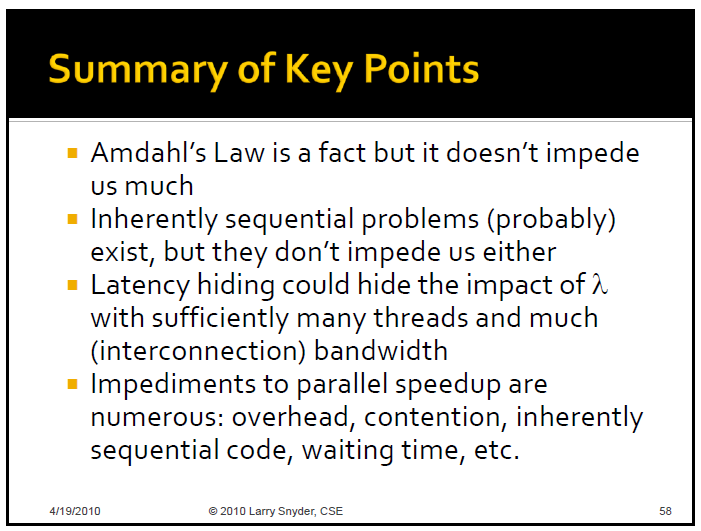 Summary of Key Points
▪ Amdahl’s Law is a fact but it doesn’t impede
us much
▪ Inherently sequential problems (probably)
exist, but they don’t impede us either
▪ Latency hiding could hide the impact of λ
with sufficiently many threads and much
(interconnection) bandwidth
▪ Impediments to parallel speedup are
numerous: overhead, contention, inherently
sequential code, waiting time, etc.
4/19/2010 © 2010 Larry Snyder, CSE 58